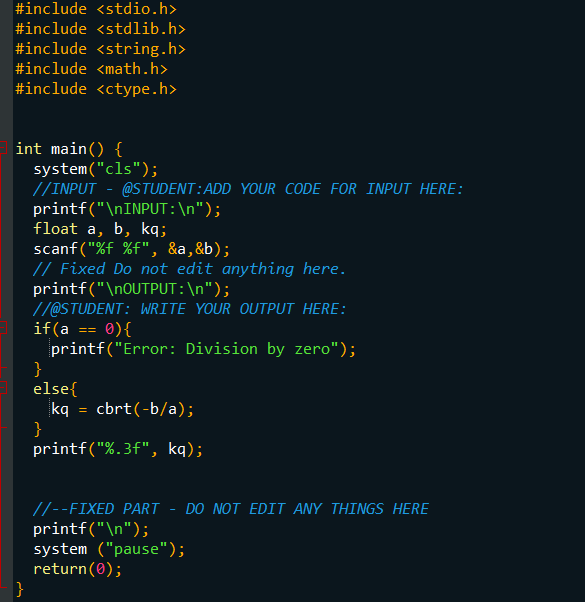 #include <stdio.h>
#include <stdlib.h>
#include <string.h>
#include <math.h>
#include <ctype.h>
int main() {
system("cls");
//INPUT - @STUDENT:ADD YOUR CODE FOR INPUT HERE:
printf("\nINPUT:\n");
float a, b, kq;
scanf("%f %f", &a,&b);
// Fixed Do not edit anything here.
printf("\nOUTPUT:\n");
//@STUDENT: WRITE YOUR OUTPUT HERE:
if(a == 0){
printf("Error: Division by zero");
}
else{
kq = cbrt(-b/a);
}
printf("%.3f", kq);
//--FIXED PART - DO NOT EDIT ANY THINGS HERE
printf("\n");
system ("pause");
return(0);
}